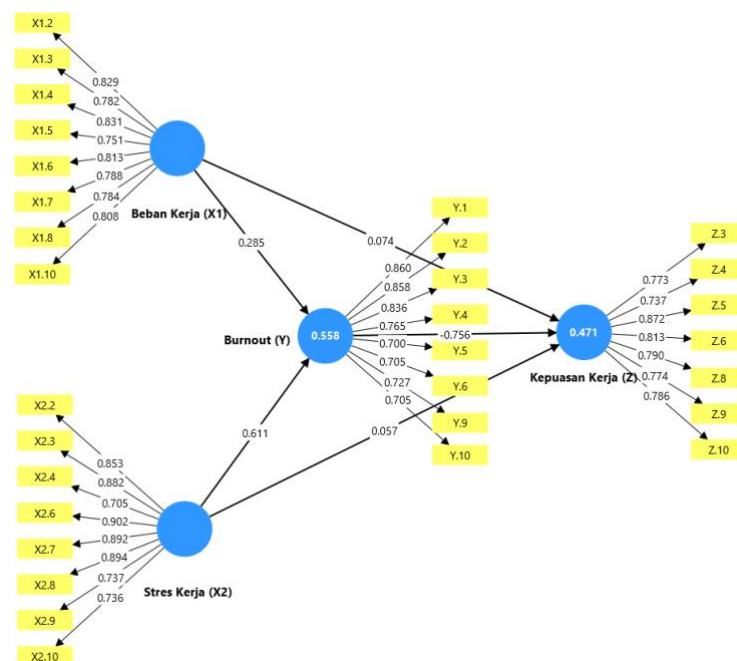 X1.2
X1.3
X1.4
X1.5
X1.6
X1.7
X1.8
X1.10
0.829
0.782
0.831
0.751
0.813
0.788
0.784
0.808
Beban Kerja (X1)
0.285
0.074
Y.1
Y.2
Y.3
Y.4
Y.5
Y.6
Y.9
Y.10
0.860
0.858
0.836
0.765
-0.756
0.700
0.705
0.727
0.705
Burnout (Y)
0.558
0.471
Kepuasan Kerja (Z)
Z.3
Z.4
Z.5
Z.6
Z.8
Z.9
Z.10
0.773
0.737
0.872
0.813
0.790
0.774
0.786
0.611
0.057
X2.2
X2.3
X2.4
X2.6
X2.7
X2.8
X2.9
X2.10
0.853
0.882
0.705
0.902
0.892
0.894
0.737
0.736
Stres Kerja (X2)